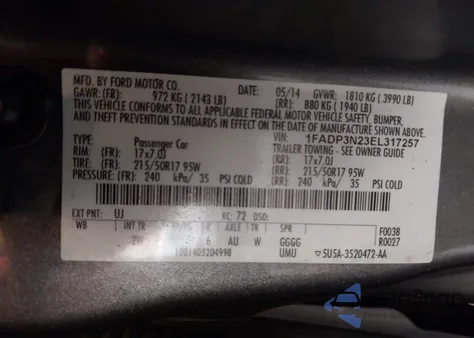 MFD. BY FORD MOTOR CO.
DATE: 05/14 GVWR: 1810 KG ( 3990 LB)
GAWR: (FR): 972 KG ( 2143 LB) (RR): 880 KG ( 1940 LB)
THIS VEHICLE CONFORMS TO ALL APPLICABLE FEDERAL MOTOR VEHICLE SAFETY, BUMPER,
AND THEFT PREVENTION STANDARDS IN EFFECT ON THE DATE OF MANUFACTURE SHOWN ABOVE.
VIN: 1FADP3N23EL317257
TYPE: Passenger Car TRAILER TOWING - SEE OWNER GUIDE
RIM: (FR): 17x7.0J (RR): 17x7.0J
TIRE: 215/50R17 95W 215/50R17 95W
PRESSURE: (FR): 240 kPa/ 35 PSI COLD (RR): 240 kPa/ 35 PSI COLD
EXT PNT: UJ RC: 72 DSO:
WB INT TR R AXLE TR SPR F0038
6 AU W GGGG R0027
1201405204998 UMU 5U5A-3520472-AA